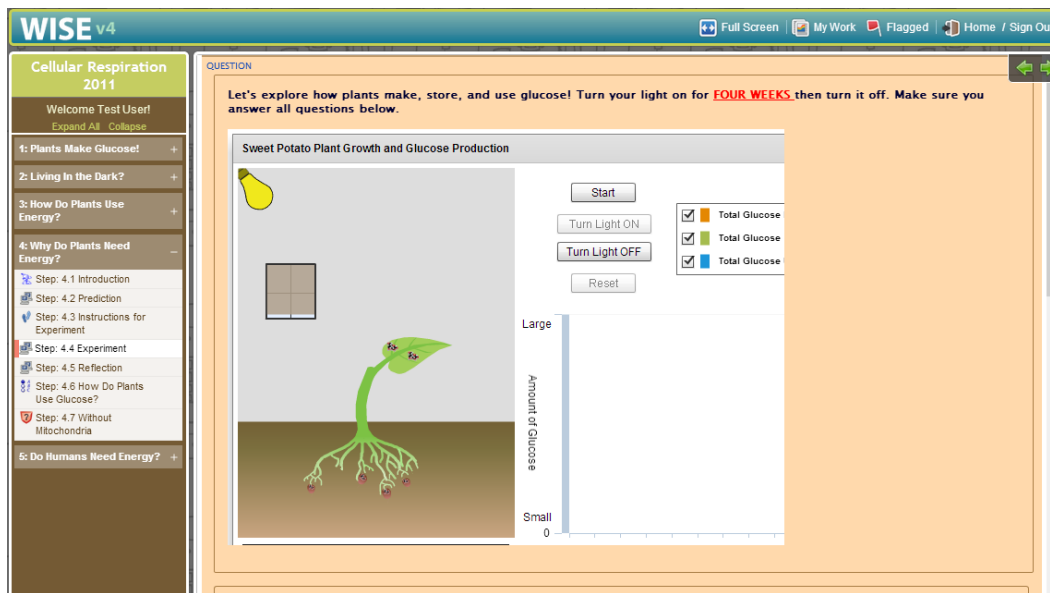 WISE v4
Full Screen
My Work
Flagged
Home / Sign Ou
Cellular Respiration
2011
Welcome Test User!
Expand All Collapse
1: Plants Make Glucose! +
2: Living In the Dark? +
3: How Do Plants Use
Energy? +
4: Why Do Plants Need
Energy? –
Step: 4.1 Introduction
Step: 4.2 Prediction
Step: 4.3 Instructions for
Experiment
Step: 4.4 Experiment
Step: 4.5 Reflection
Step: 4.6 How Do Plants
Use Glucose?
Step: 4.7 Without
Mitochondria
5: Do Humans Need Energy? +
QUESTION
Let's explore how plants make, store, and use glucose! Turn your light on for FOUR WEEKS then turn it off. Make sure you
answer all questions below.
Sweet Potato Plant Growth and Glucose Production
Start
Turn Light ON
Turn Light OFF
Reset
Total Glucose
Total Glucose
Total Glucose
Large
Amount of Glucose
Small
0